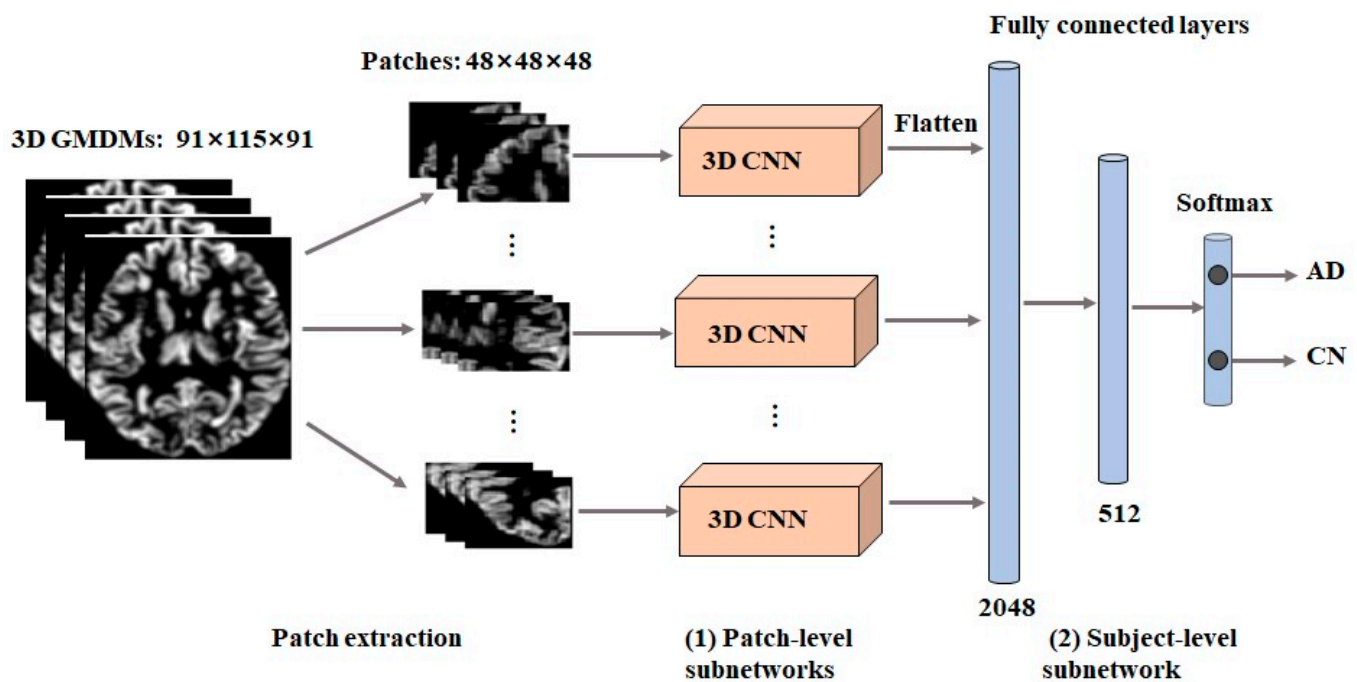 Fully connected layers
Patches: 48×48×48
3D GMDMs: 91×115×91
3D CNN
Flatten
Softmax
AD
3D CNN
CN
3D CNN
512
2048
Patch extraction
(1) Patch-level
subnetworks
(2) Subject-level
subnetwork